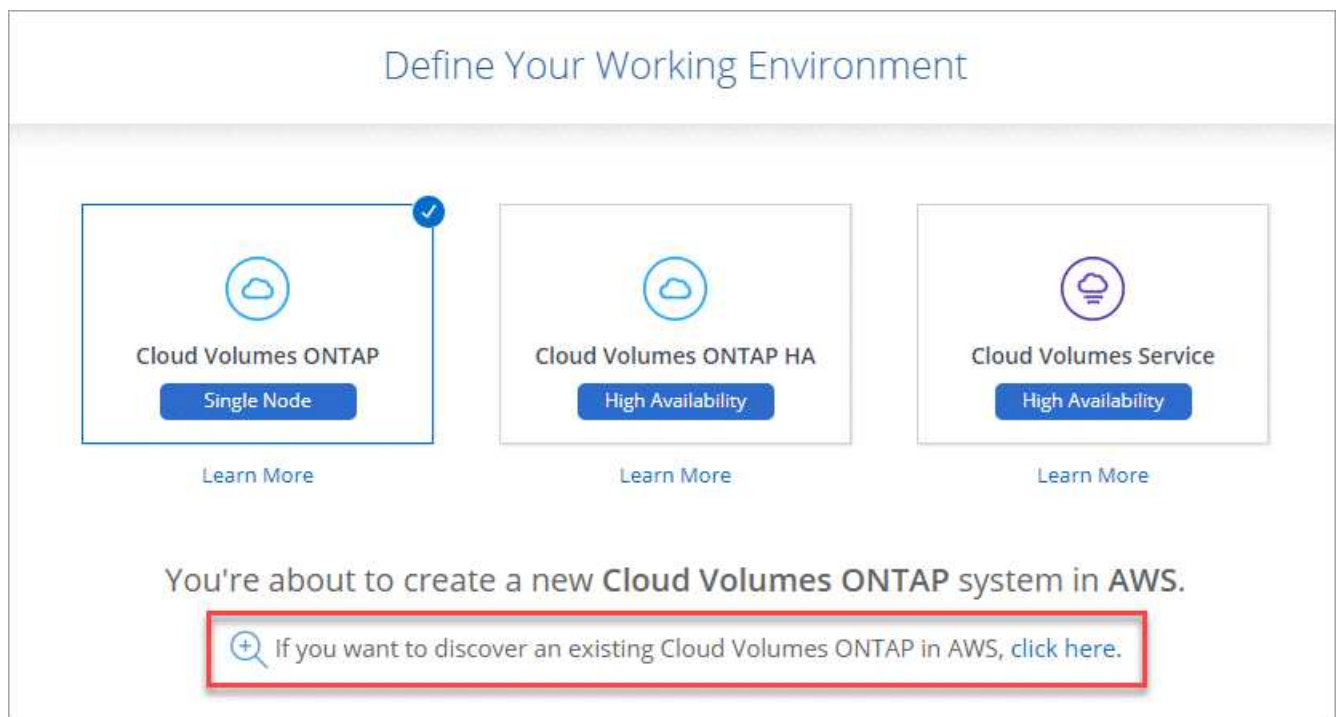 Define Your Working Environment
Cloud Volumes ONTAP
Single Node
Learn More
Cloud Volumes ONTAP HA
High Availability
Learn More
Cloud Volumes Service
High Availability
Learn More
You're about to create a new Cloud Volumes ONTAP system in AWS.
If you want to discover an existing Cloud Volumes ONTAP in AWS, click here.